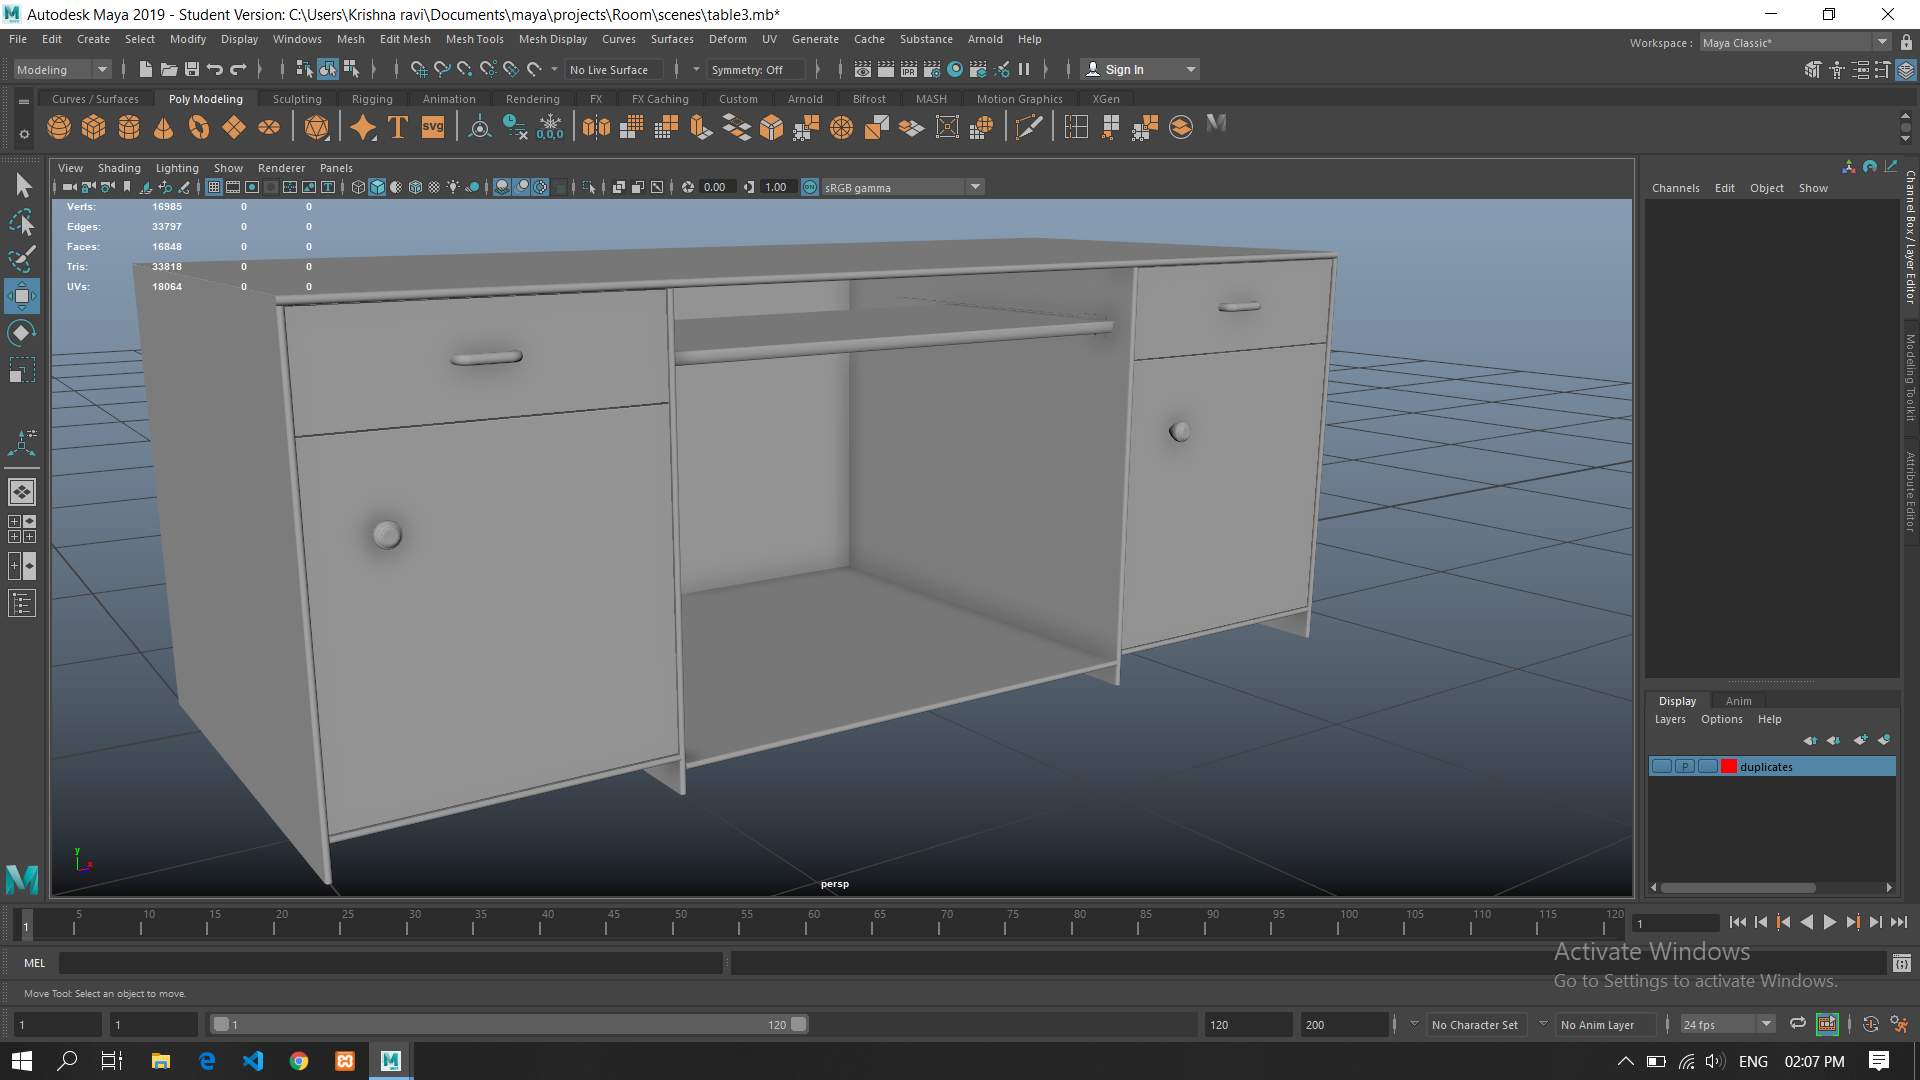 Autodesk Maya 2019 - Student Version: C:\Users\Krishna ravi\Documents\maya\projects\Room\scenes\table3.mb*
File Edit Create Select Modify Display Windows Mesh Edit Mesh Mesh Tools Mesh Display Curves Surfaces Deform UV Generate Cache Substance Arnold Help
Workspace : Maya Classic*
Modeling No Live Surface Symmetry: Off Sign In
Curves / Surfaces Poly Modeling Sculpting Rigging Animation Rendering FX FX Caching Custom Arnold Bifrost MASH Motion Graphics XGen
T SVG 0,0,0 M
View Shading Lighting Show Renderer Panels
0.00 1.00 ON sRGB gamma
Channels Edit Object Show
Verts: 16985 0 0
Edges: 33797 0 0
Faces: 16848 0 0
Tris: 33818 0 0
UVs: 18064 0 0
Channel Box / Layer Editor
Modeling Toolkit
Attribute Editor
Display Anim
Layers Options Help
P duplicates
y
x
persp
5 10 15 20 25 30 35 40 45 50 55 60 65 70 75 80 85 90 95 100 105 110 115 120
1 1
MEL
Activate Windows
Go to Settings to activate Windows.
Move Tool: Select an object to move.
1 1 1 120 120 200 No Character Set No Anim Layer 24 fps
ENG 02:07 PM